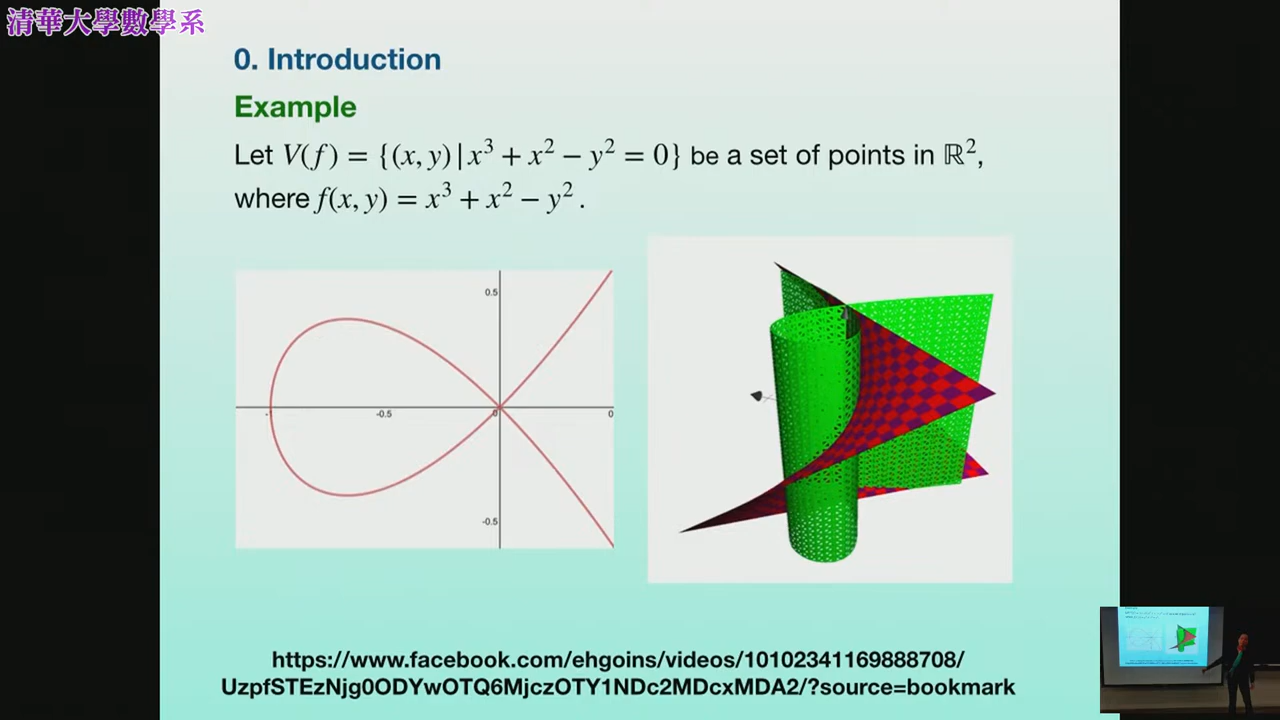 清華大學數學系
0. Introduction
Example
Let V(f) = {(x, y) | x³ + x² − y² = 0} be a set of points in ℝ²,
where f(x, y) = x³ + x² − y² .
0.5
-1 -0.5 0 0
-0.5
https://www.facebook.com/ehgoins/videos/10102341169888708/
UzpfSTEzNjg0ODYwOTQ6MjczOTY1NDc2MDcxMDA2/?source=bookmark